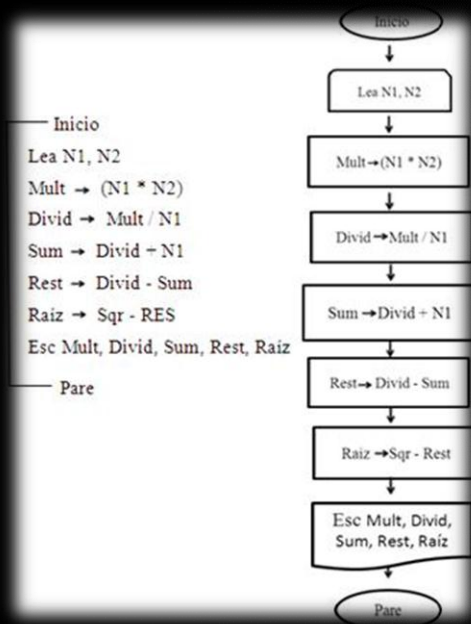 Inicio
Lea N1, N2
Mult → (N1 * N2)
Divid → Mult / N1
Sum → Divid + N1
Rest → Divid - Sum
Raiz → Sqr - RES
Esc Mult, Divid, Sum, Rest, Raiz
Pare
Inicio
Lea N1, N2
Mult→(N1 * N2)
Divid→Mult / N1
Sum →Divid + N1
Rest→ Divid - Sum
Raiz →Sqr - Rest
Esc Mult, Divid,
Sum, Rest, Raíz
Pare